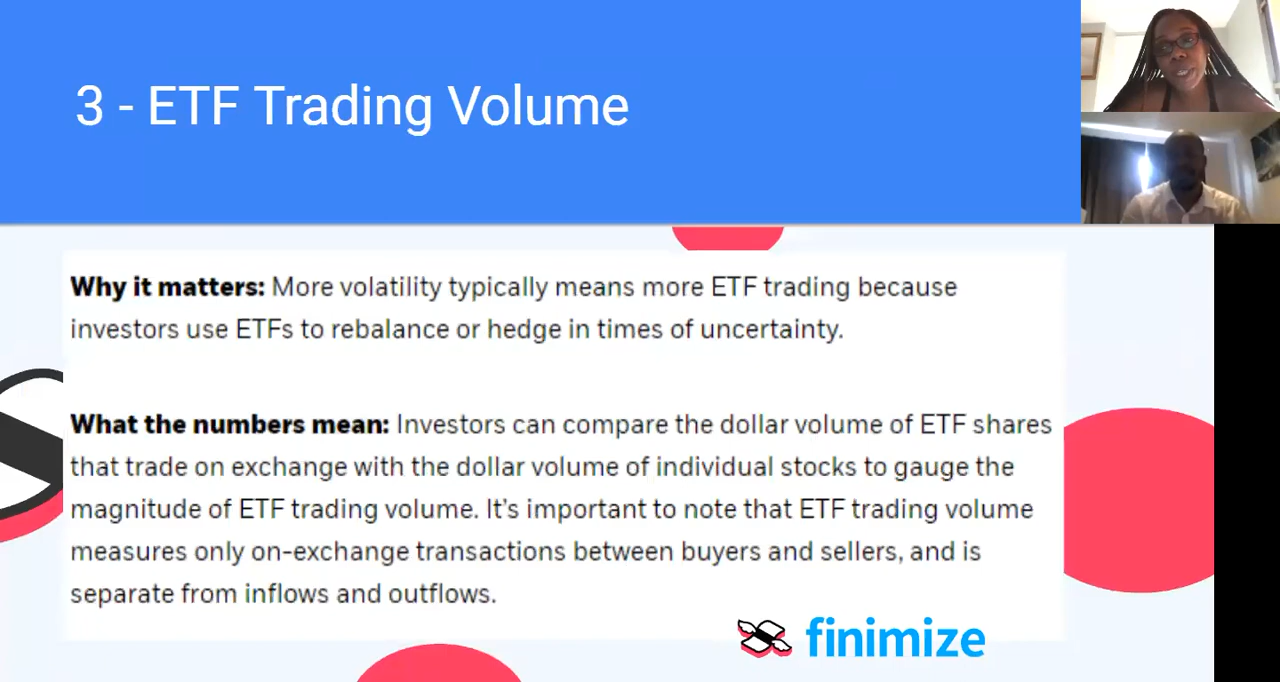 3 - ETF Trading Volume
Why it matters: More volatility typically means more ETF trading because
investors use ETFs to rebalance or hedge in times of uncertainty.
What the numbers mean: Investors can compare the dollar volume of ETF shares
that trade on exchange with the dollar volume of individual stocks to gauge the
magnitude of ETF trading volume. It's important to note that ETF trading volume
measures only on-exchange transactions between buyers and sellers, and is
separate from inflows and outflows.
finimize